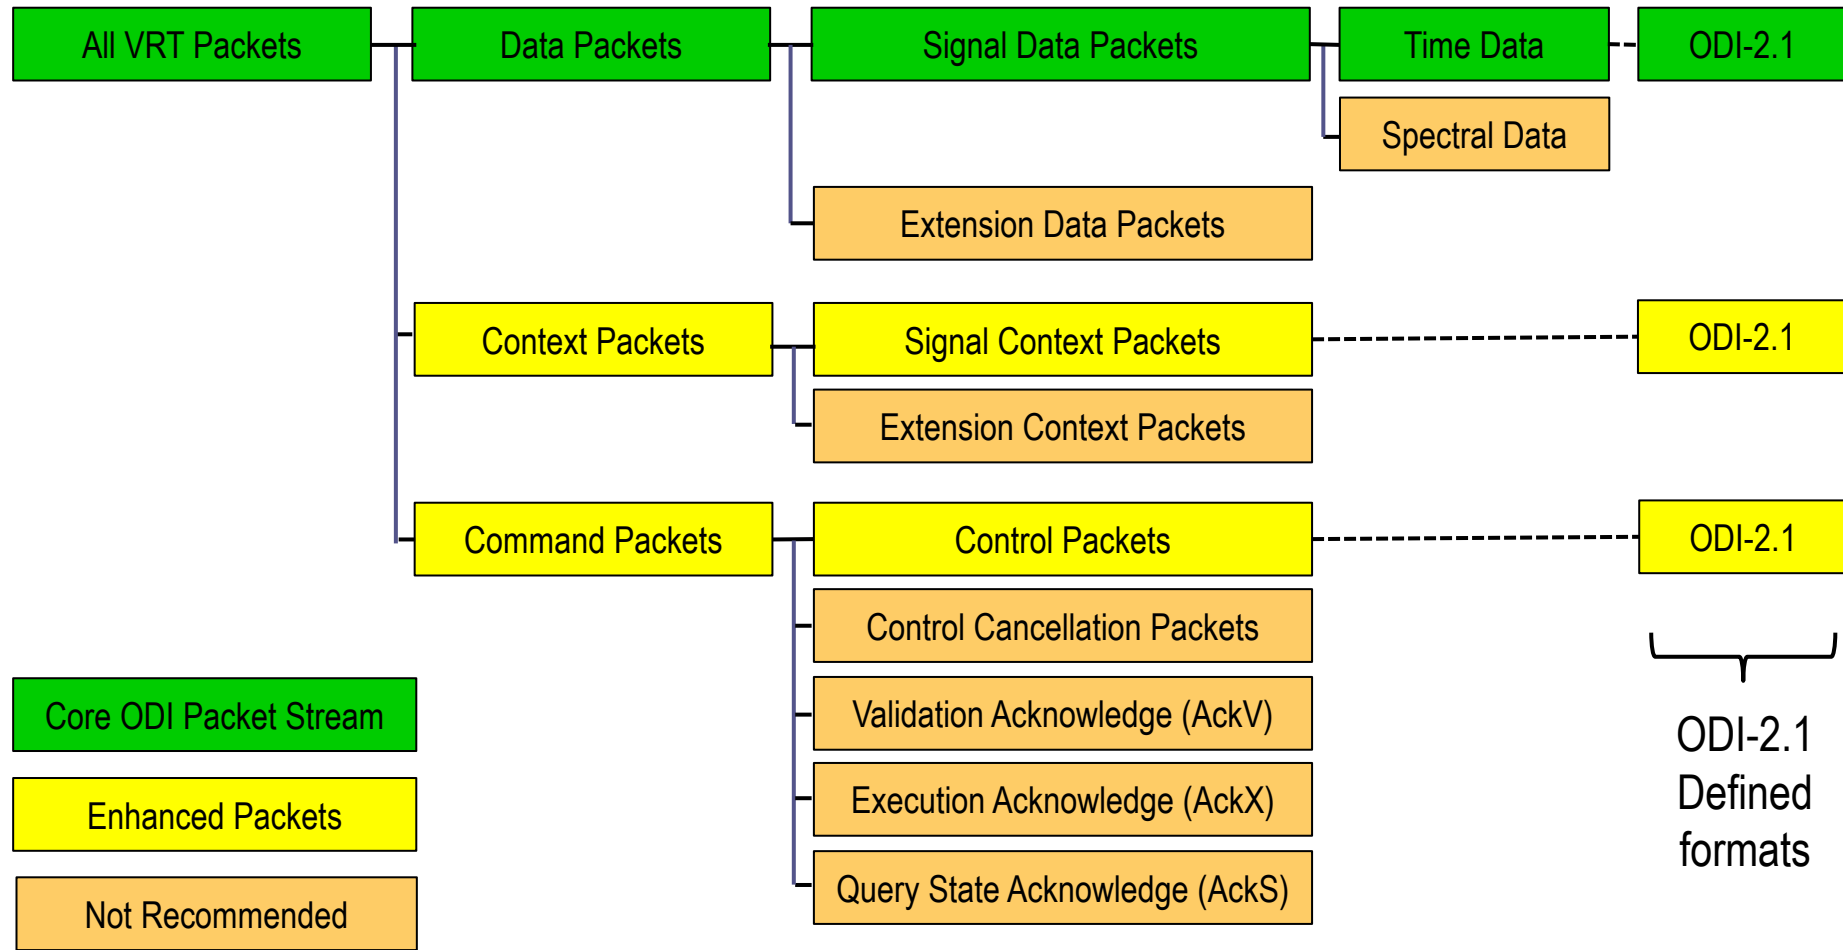 All VRT Packets
Data Packets
Signal Data Packets
Time Data
ODI-2.1
Spectral Data
Extension Data Packets
Context Packets
Signal Context Packets
ODI-2.1
Extension Context Packets
Command Packets
Control Packets
ODI-2.1
Control Cancellation Packets
Validation Acknowledge (AckV)
Execution Acknowledge (AckX)
Query State Acknowledge (AckS)
Core ODI Packet Stream
Enhanced Packets
Not Recommended
ODI-2.1
Defined
formats